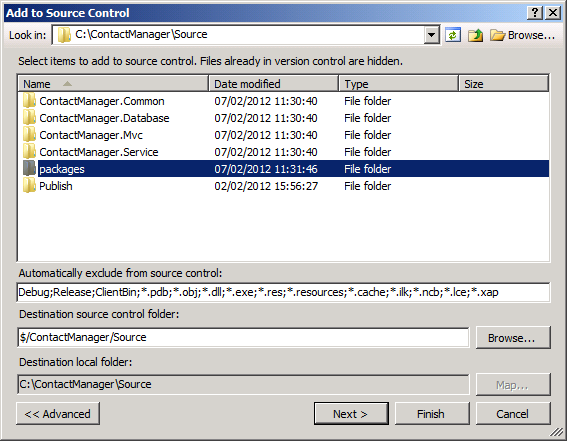 Add to Source Control
Look in: C:\ContactManager\Source Browse...
Select items to add to source control. Files already in version control are hidden.
Name Date modified Type Size
ContactManager.Common 07/02/2012 11:30:40 File folder
ContactManager.Database 07/02/2012 11:30:40 File folder
ContactManager.Mvc 07/02/2012 11:30:40 File folder
ContactManager.Service 07/02/2012 11:30:40 File folder
packages 07/02/2012 11:31:46 File folder
Publish 02/02/2012 15:56:27 File folder
Automatically exclude from source control:
Debug;Release;ClientBin;*.pdb;*.obj;*.dll;*.exe;*.res;*.resources;*.cache;*.ilk;*.ncb;*.lce;*.xap
Destination source control folder:
$/ContactManager/Source Browse...
Destination local folder:
C:\ContactManager\Source Map...
<< Advanced Next > Finish Cancel